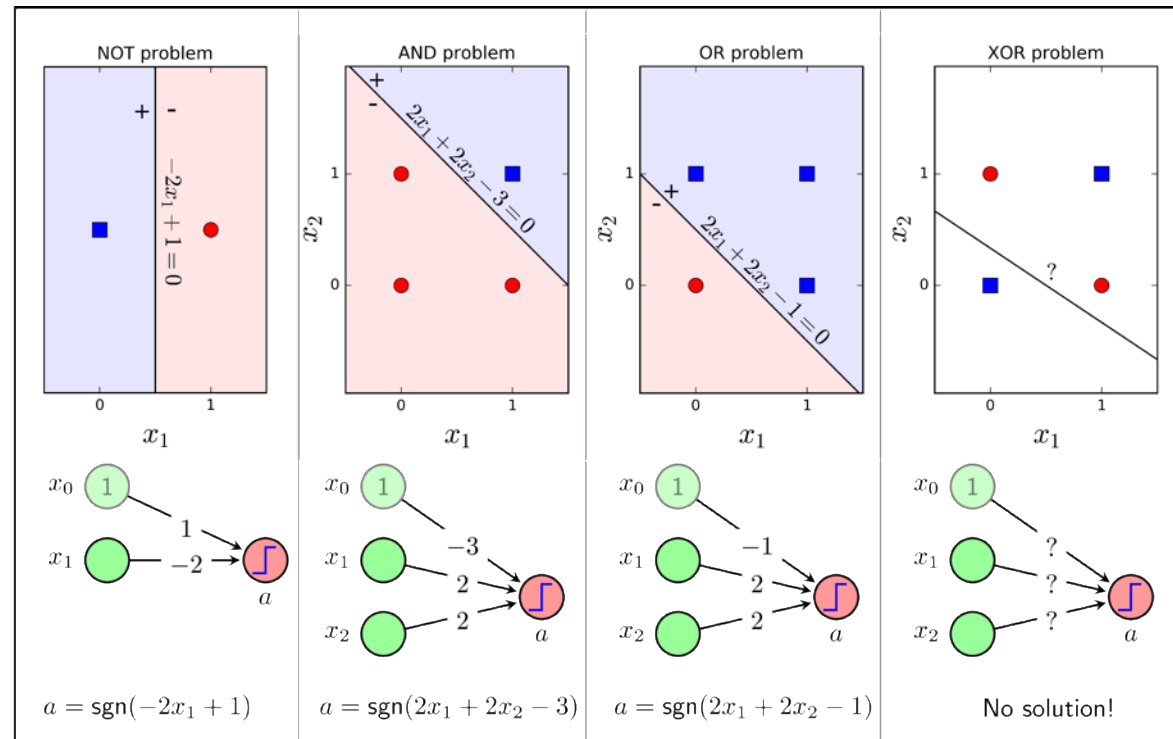 NOT problem
+ -
−2x₁ + 1 = 0
0 1
x₁
x₀ 1
1
x₁ −2
a
a = sgn(−2x₁ + 1)
AND problem
+
-
2x₁ + 2x₂ − 3 = 0
1
x₂
0
0 1
x₁
x₀ 1
−3
x₁
2
2
x₂
a
a = sgn(2x₁ + 2x₂ − 3)
OR problem
1
+
-
x₂
2x₁ + 2x₂ − 1 = 0
0
0 1
x₁
x₀ 1
−1
x₁
2
2
x₂
a
a = sgn(2x₁ + 2x₂ − 1)
XOR problem
1
x₂
?
0
0 1
x₁
x₀ 1
?
x₁
?
?
x₂
a
No solution!